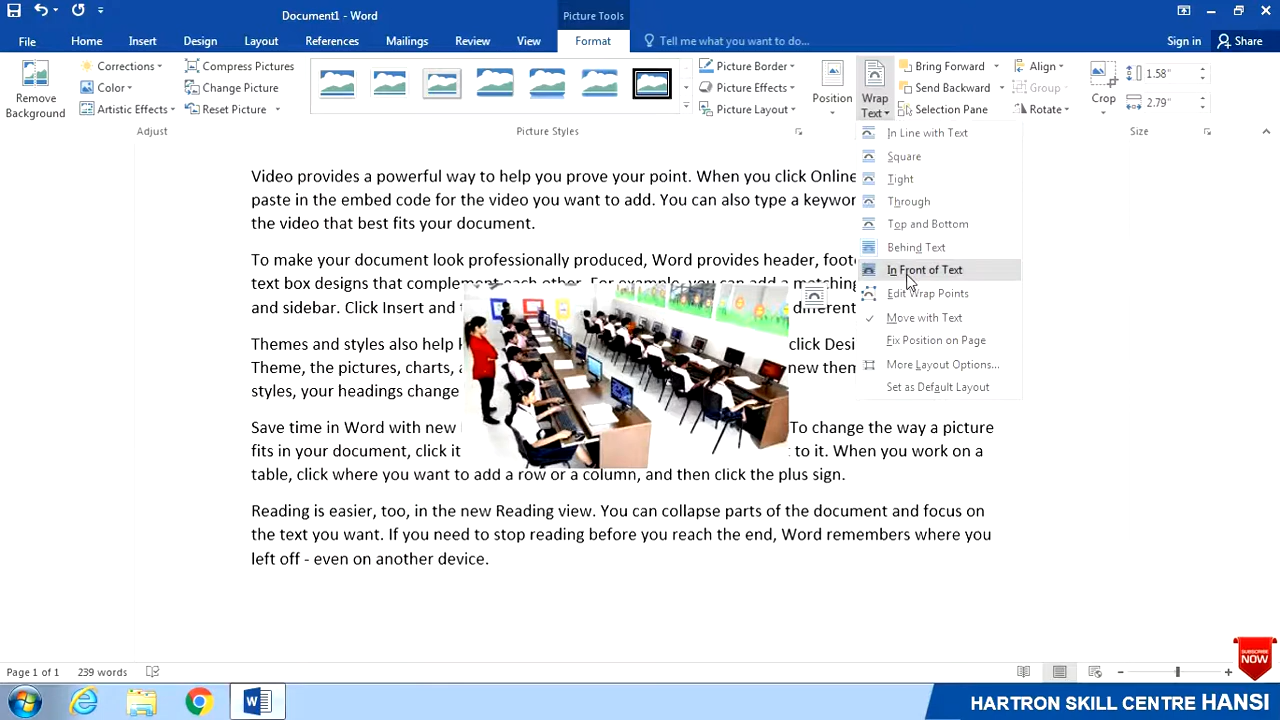 Document1 - Word
Picture Tools
File
Home
Insert
Design
Layout
References
Mailings
Review
View
Format
Tell me what you want to do...
Sign in
Share
Remove
Background
Corrections
Color
Artistic Effects
Compress Pictures
Change Picture
Reset Picture
Picture Border
Picture Effects
Picture Layout
Position
Wrap
Text
Bring Forward
Send Backward
Selection Pane
Align
Group
Rotate
Crop
1.58"
2.79"
Adjust
Picture Styles
Size
In Line with Text
Square
Tight
Through
Top and Bottom
Behind Text
In Front of Text
Edit Wrap Points
Move with Text
Fix Position on Page
More Layout Options...
Set as Default Layout
Video provides a powerful way to help you prove your point. When you click Online
paste in the embed code for the video you want to add. You can also type a keywor
the video that best fits your document.
To make your document look professionally produced, Word provides header, foot
text box designs that complement each other. For example, you can add a matching
and sidebar. Click Insert and t different
Themes and styles also help click Desi
Theme, the pictures, charts, new them
styles, your headings change
Save time in Word with new To change the way a picture
fits in your document, click it to it. When you work on a
table, click where you want to add a row or a column, and then click the plus sign.
Reading is easier, too, in the new Reading view. You can collapse parts of the document and focus on
the text you want. If you need to stop reading before you reach the end, Word remembers where you
left off - even on another device.
Page 1 of 1
239 words
SUBSCRIBE
NOW
HARTRON SKILL CENTRE HANSI